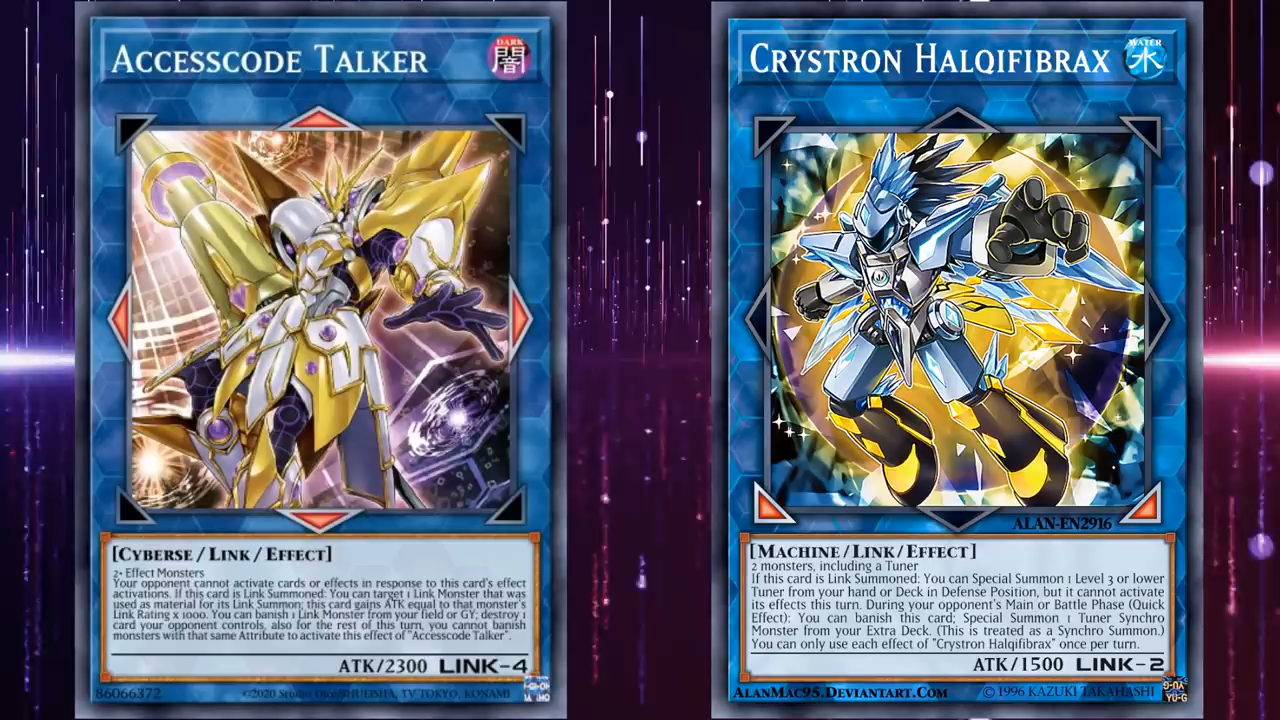 ACCESSCODE TALKER
DARK
闇
[CYBERSE / LINK / EFFECT]
2+ Effect Monsters
Your opponent cannot activate cards or effects in response to this card's effect
activations. If this card is Link Summoned: You can target 1 Link Monster that was
used as material for its Link Summon; this card gains ATK equal to that monster's
Link Rating x 1000. You can banish 1 Link Monster from your field or GY; destroy 1
card your opponent controls, also for the rest of this turn, you cannot banish
monsters with that same Attribute to activate this effect of "Accesscode Talker".
ATK/2300 LINK-4
86066372
©2020 Studio Dice/SHUEISHA, TV TOKYO, KONAMI
CRYSTRON HALQIFIBRAX
WATER
水
ALAN-EN2916
[MACHINE / LINK / EFFECT]
2 monsters, including a Tuner
If this card is Link Summoned: You can Special Summon 1 Level 3 or lower
Tuner from your hand or Deck in Defense Position, but it cannot activate
its effects this turn. During your opponent's Main or Battle Phase (Quick
Effect): You can banish this card; Special Summon 1 Tuner Synchro
Monster from your Extra Deck. (This is treated as a Synchro Summon.)
You can only use each effect of "Crystron Halqifibrax" once per turn.
ATK/1500 LINK-2
ALANMAC95.DEVIANTART.COM
©1996 KAZUKI TAKAHASHI